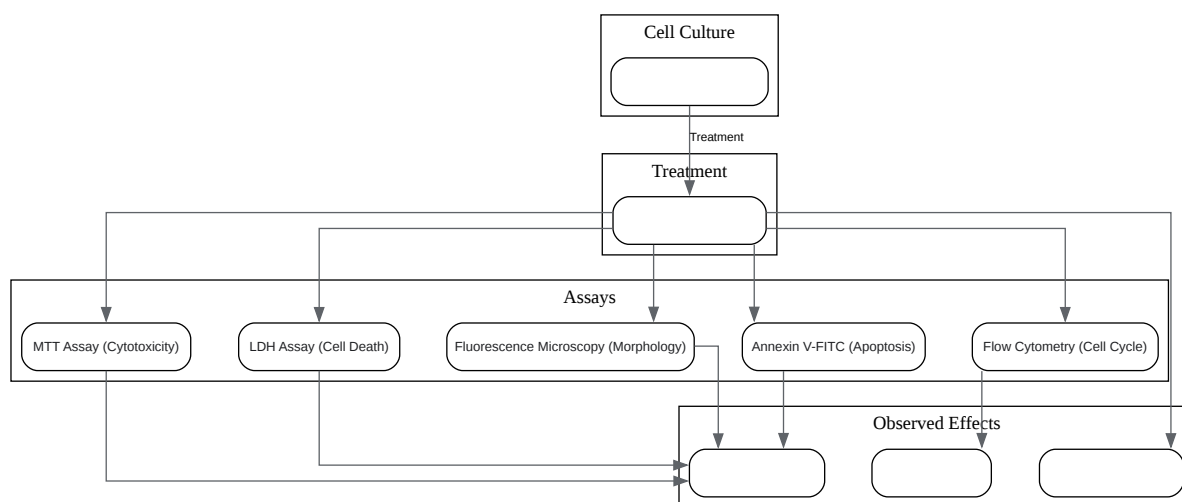 Cell Culture
Treatment
Treatment
Assays
MTT Assay (Cytotoxicity)
LDH Assay (Cell Death)
Fluorescence Microscopy (Morphology)
Annexin V-FITC (Apoptosis)
Flow Cytometry (Cell Cycle)
Observed Effects